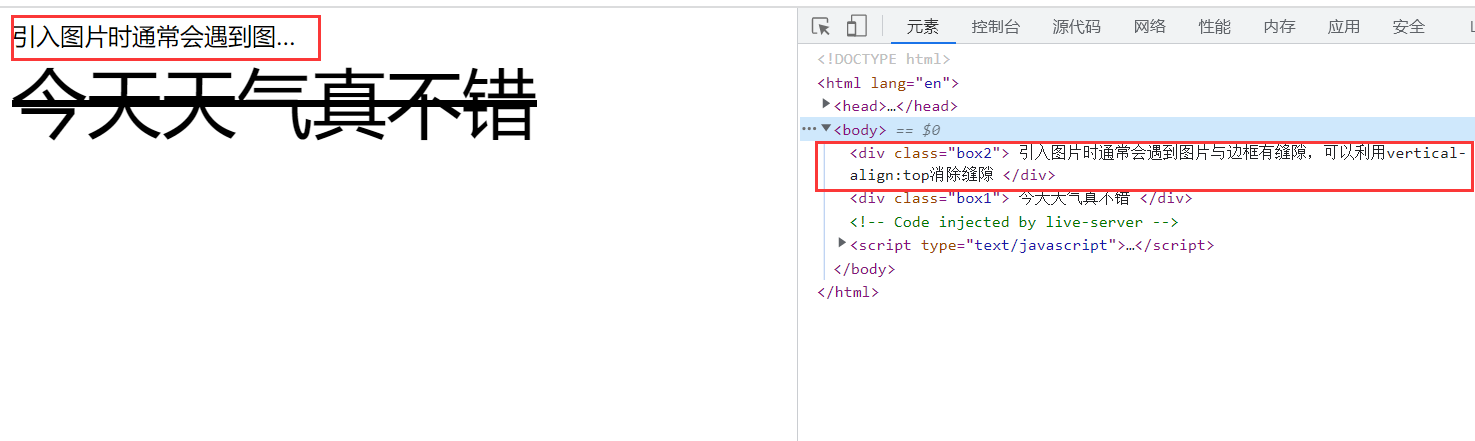 引入图片时通常会遇到图...
今天天气真不错
元素 控制台 源代码 网络 性能 内存 应用 安全 L
<!DOCTYPE html>
<html lang="en">
<head>…</head>
<body> == $0
<div class="box2"> 引入图片时通常会遇到图片与边框有缝隙，可以利用vertical-
align:top消除缝隙 </div>
<div class="box1"> 今天天气真不错 </div>
<!-- Code injected by live-server -->
<script type="text/javascript">…</script>
</body>
</html>